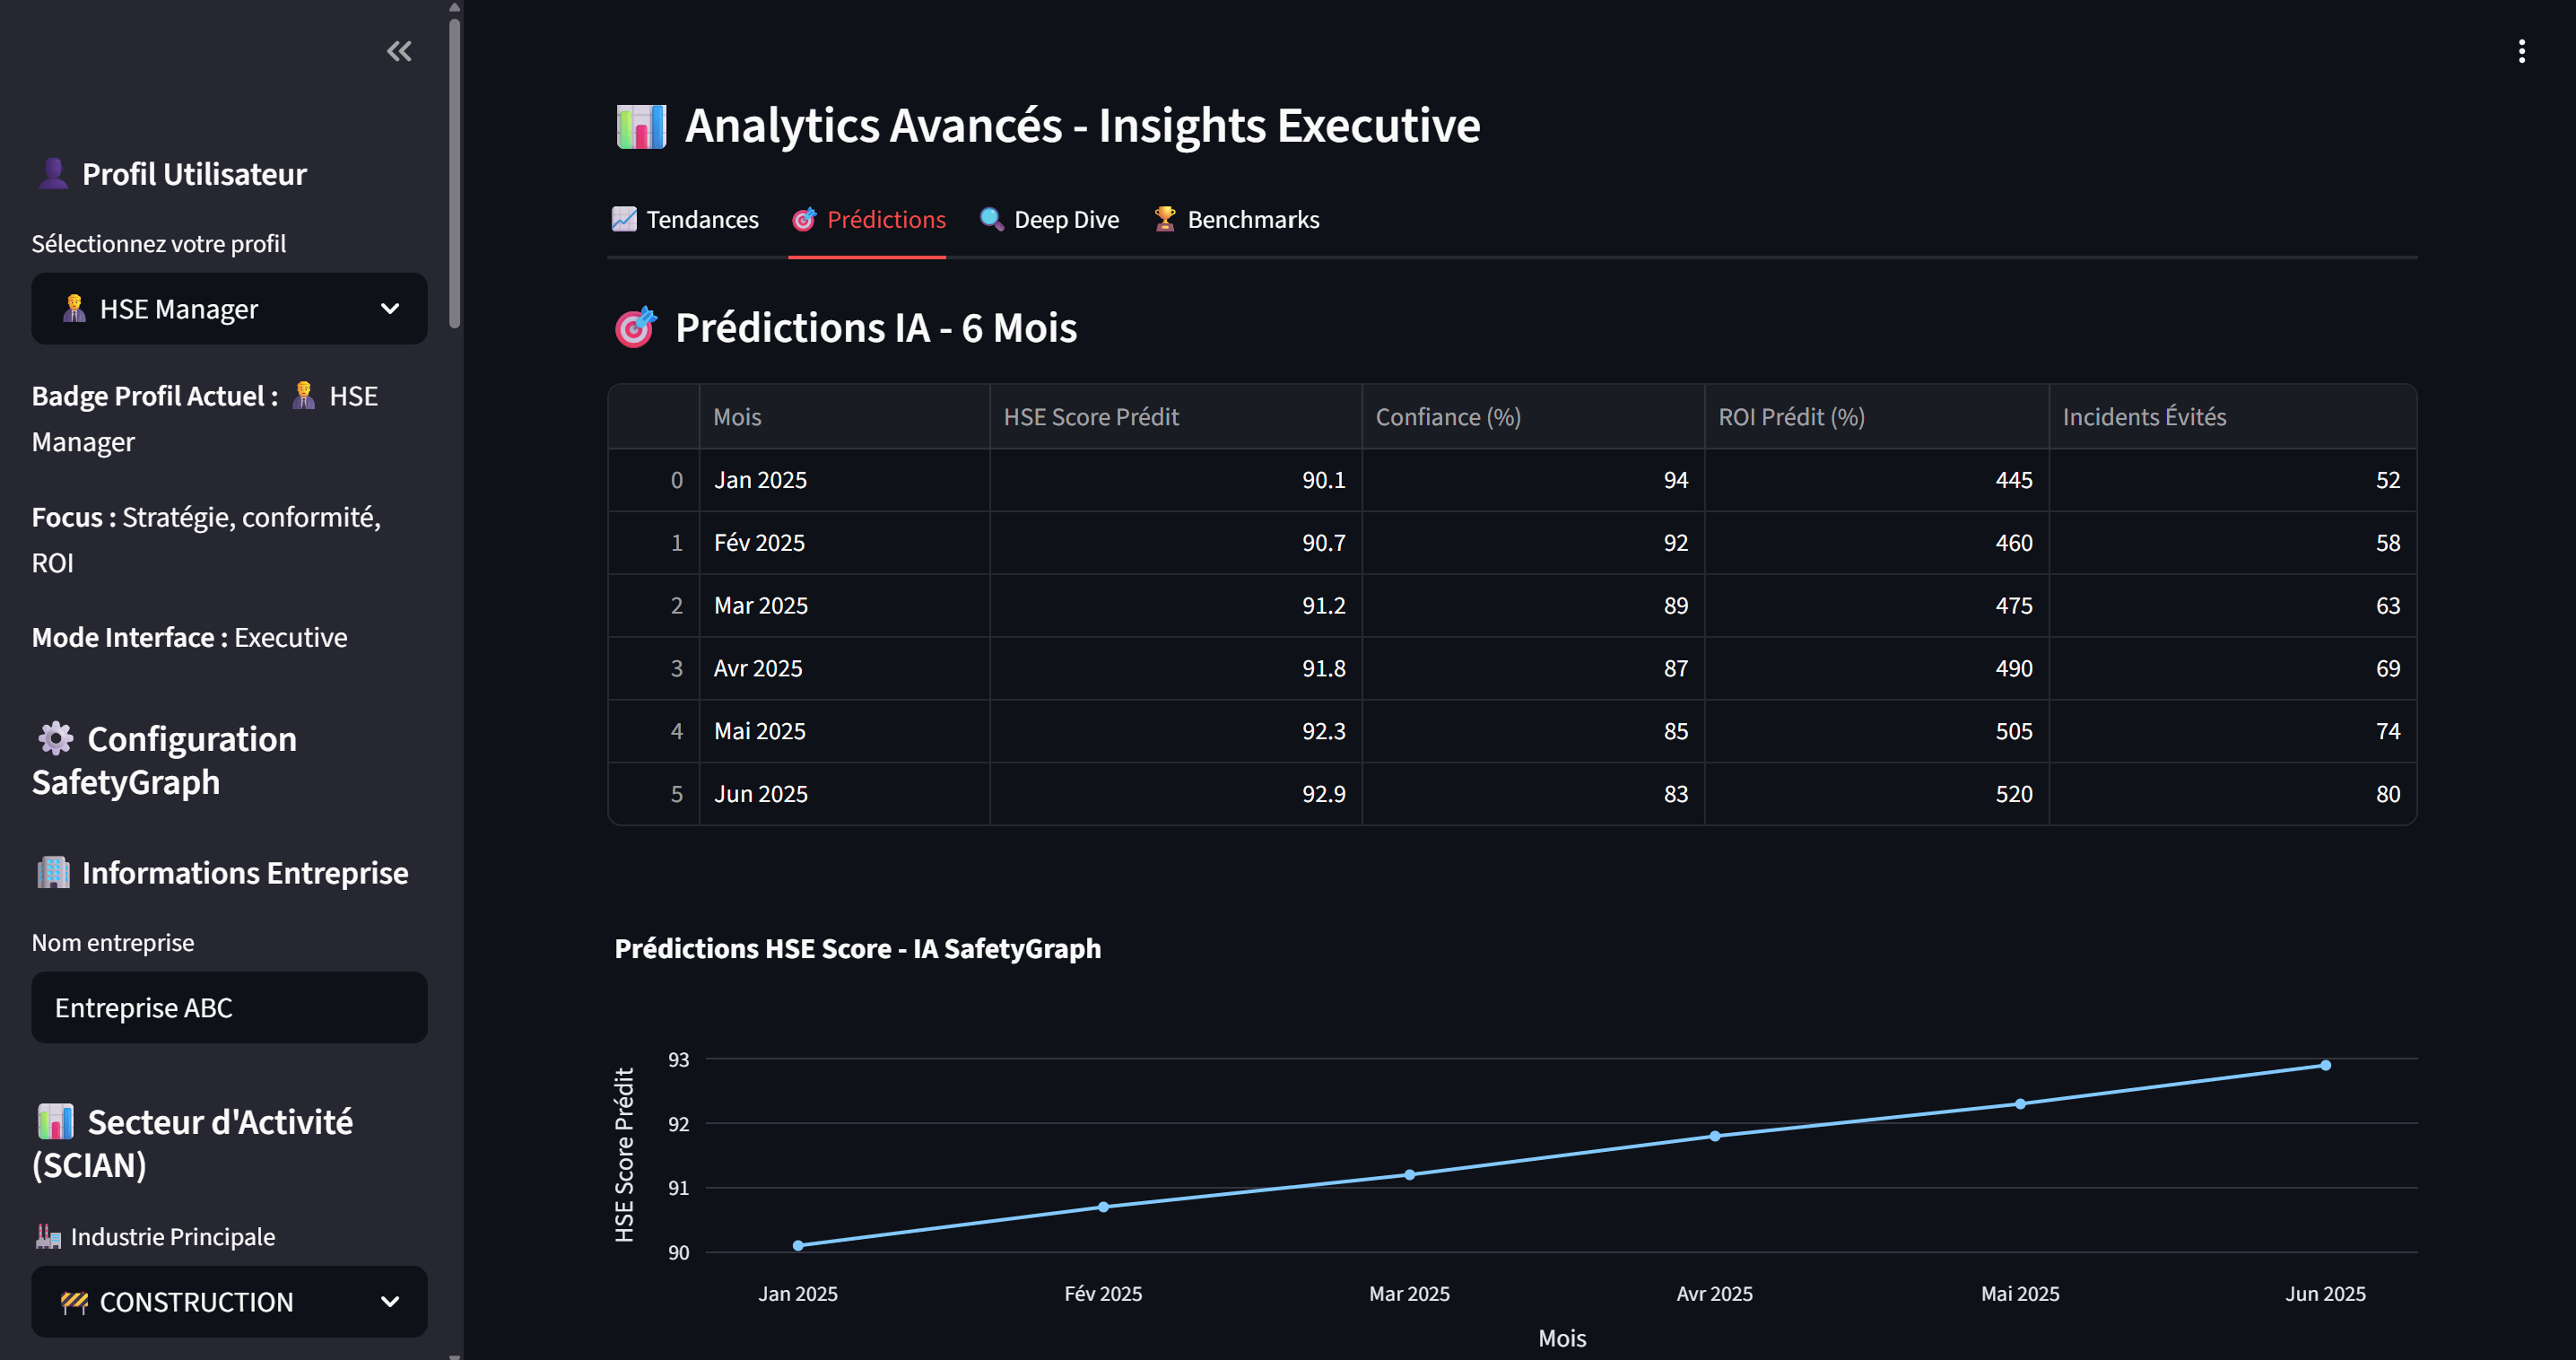 Profil Utilisateur
Sélectionnez votre profil
HSE Manager
Badge Profil Actuel : HSE
Manager
Focus : Stratégie, conformité,
ROI
Mode Interface : Executive
Configuration
SafetyGraph
Informations Entreprise
Nom entreprise
Entreprise ABC
Secteur d'Activité
(SCIAN)
Industrie Principale
CONSTRUCTION
Analytics Avancés - Insights Executive
Tendances Prédictions Deep Dive Benchmarks
Prédictions IA - 6 Mois
Mois HSE Score Prédit Confiance (%) ROI Prédit (%) Incidents Évités
0 Jan 2025 90.1 94 445 52
1 Fév 2025 90.7 92 460 58
2 Mar 2025 91.2 89 475 63
3 Avr 2025 91.8 87 490 69
4 Mai 2025 92.3 85 505 74
5 Jun 2025 92.9 83 520 80
Prédictions HSE Score - IA SafetyGraph
HSE Score Prédit
93
92
91
90
Jan 2025 Fév 2025 Mar 2025 Avr 2025 Mai 2025 Jun 2025
Mois